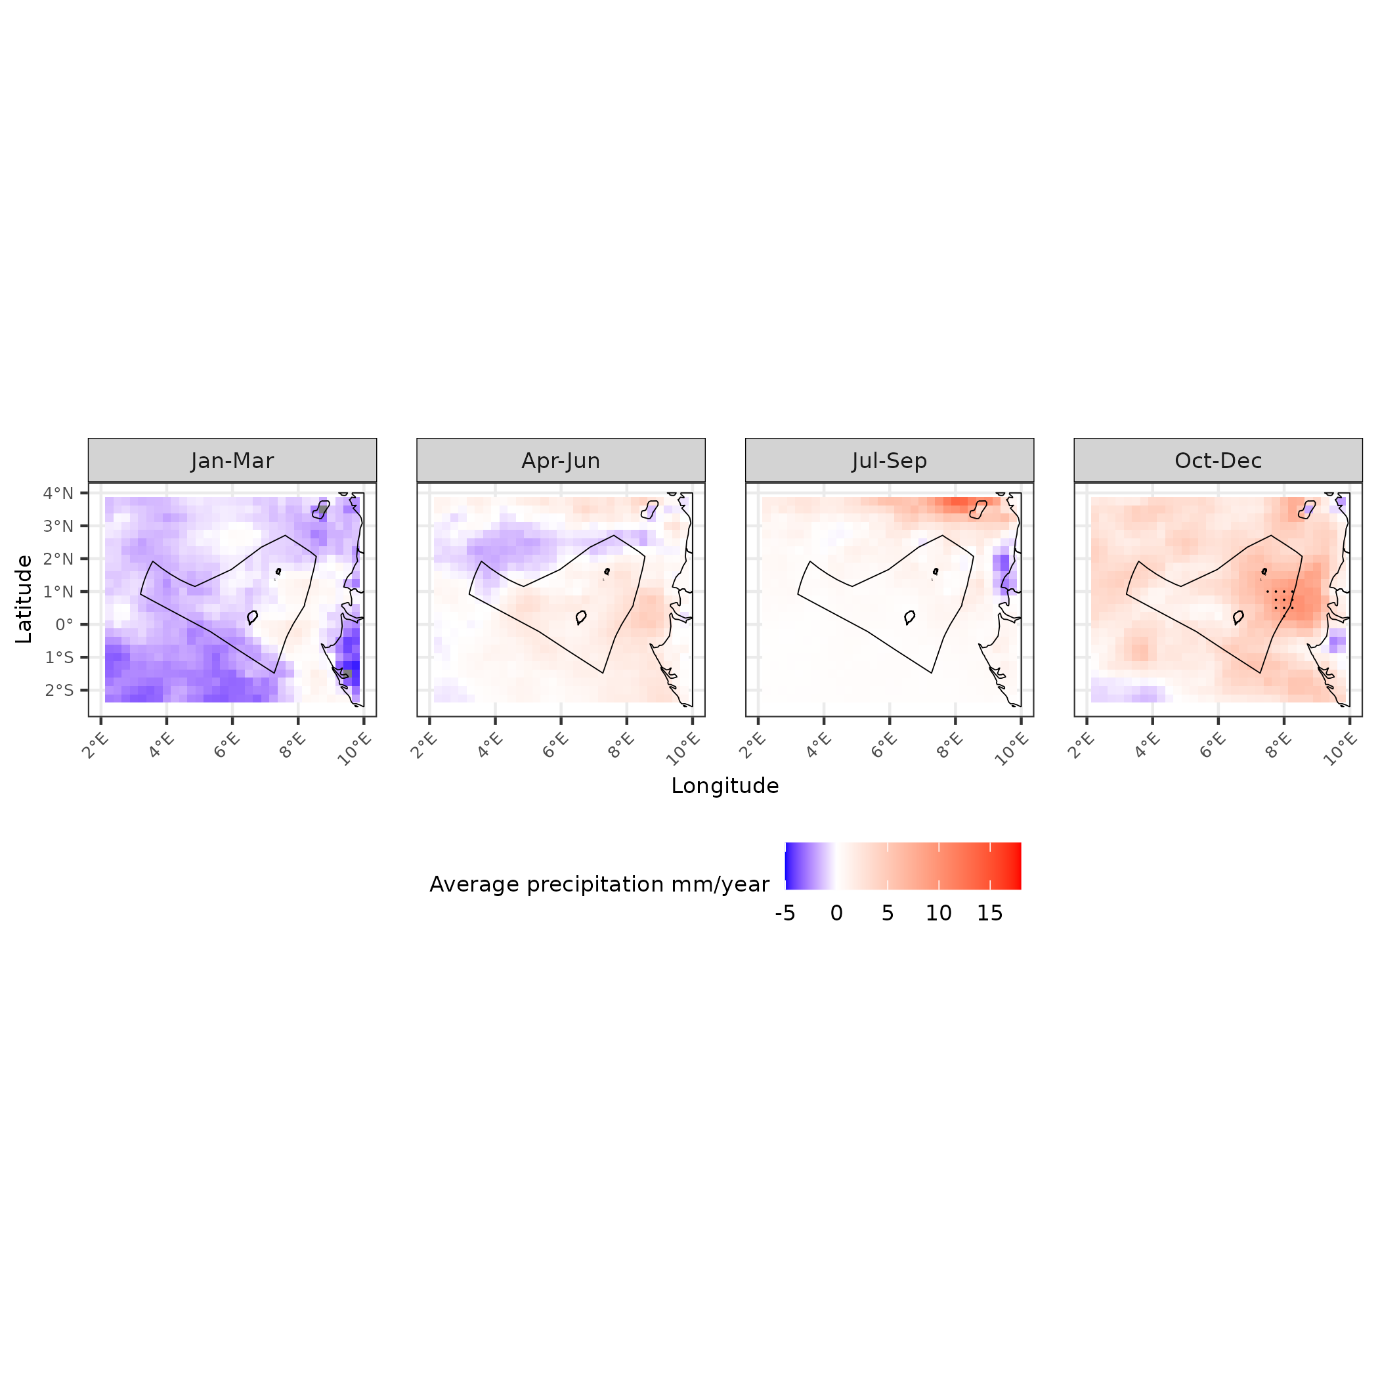 Jan-Mar Apr-Jun Jul-Sep Oct-Dec
4°N
3°N
2°N
1°N
0°
1°S
2°S
Latitude
2°E 4°E 6°E 8°E 10°E 2°E 4°E 6°E 8°E 10°E 2°E 4°E 6°E 8°E 10°E 2°E 4°E 6°E 8°E 10°E
Longitude
Average precipitation mm/year
-5 0 5 10 15